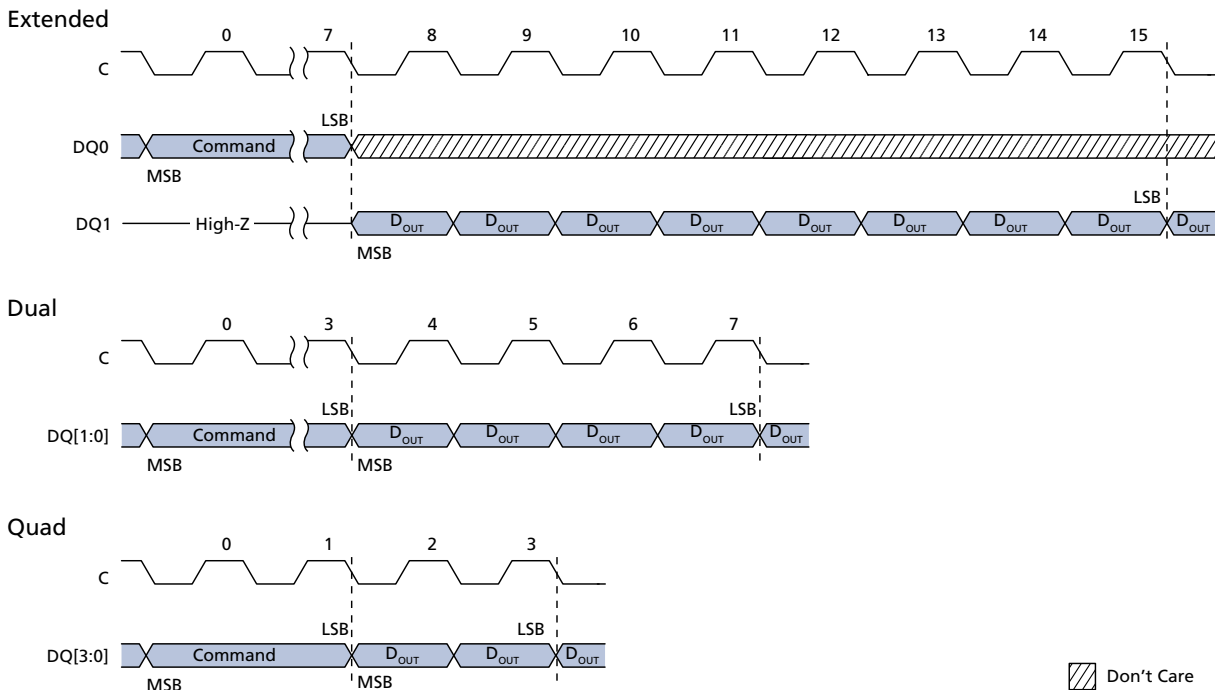 Extended
0 7 8 9 10 11 12 13 14 15
C
LSB
DQ0 Command
MSB
LSB
DQ1 High-Z DOUT DOUT DOUT DOUT DOUT DOUT DOUT DOUT DOUT
MSB
Dual
0 3 4 5 6 7
C
LSB LSB
DQ[1:0] Command DOUT DOUT DOUT DOUT DOUT
MSB MSB
Quad
0 1 2 3
C
LSB LSB
DQ[3:0] Command DOUT DOUT DOUT
MSB MSB
Don't Care